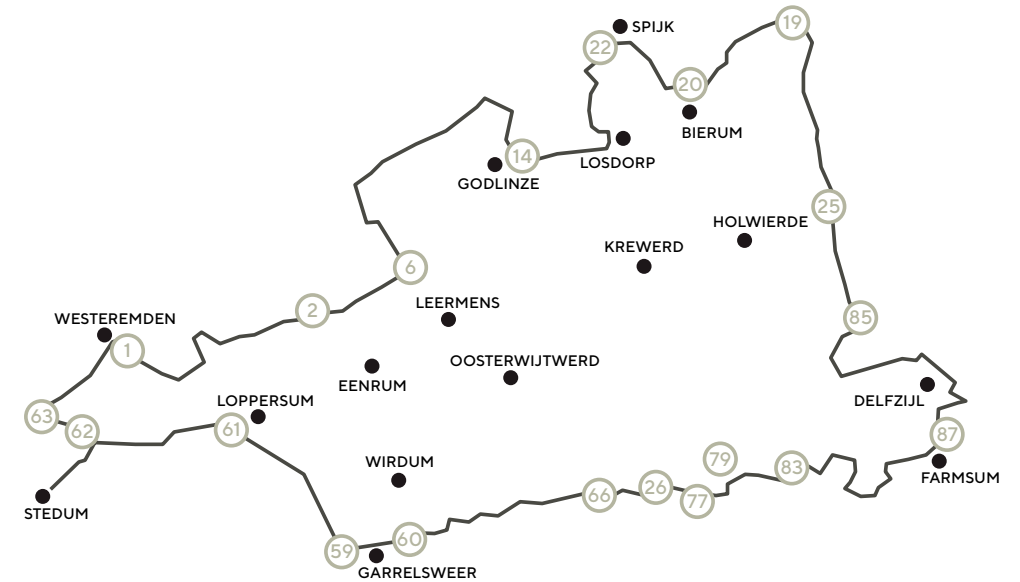 19
SPIJK
22
20
BIERUM
14
LOSDORP
GODLINZE
25
HOLWIERDE
KREWERD
6
LEERMENS
2
85
WESTEREMDEN
1
OOSTERWIJTWERD
EENRUM
DELFZIJL
LOPPERSUM
63
62
61
87
WIRDUM
79
83
FARMSUM
STEDUM
66
26
77
59
60
GARRELSWEER